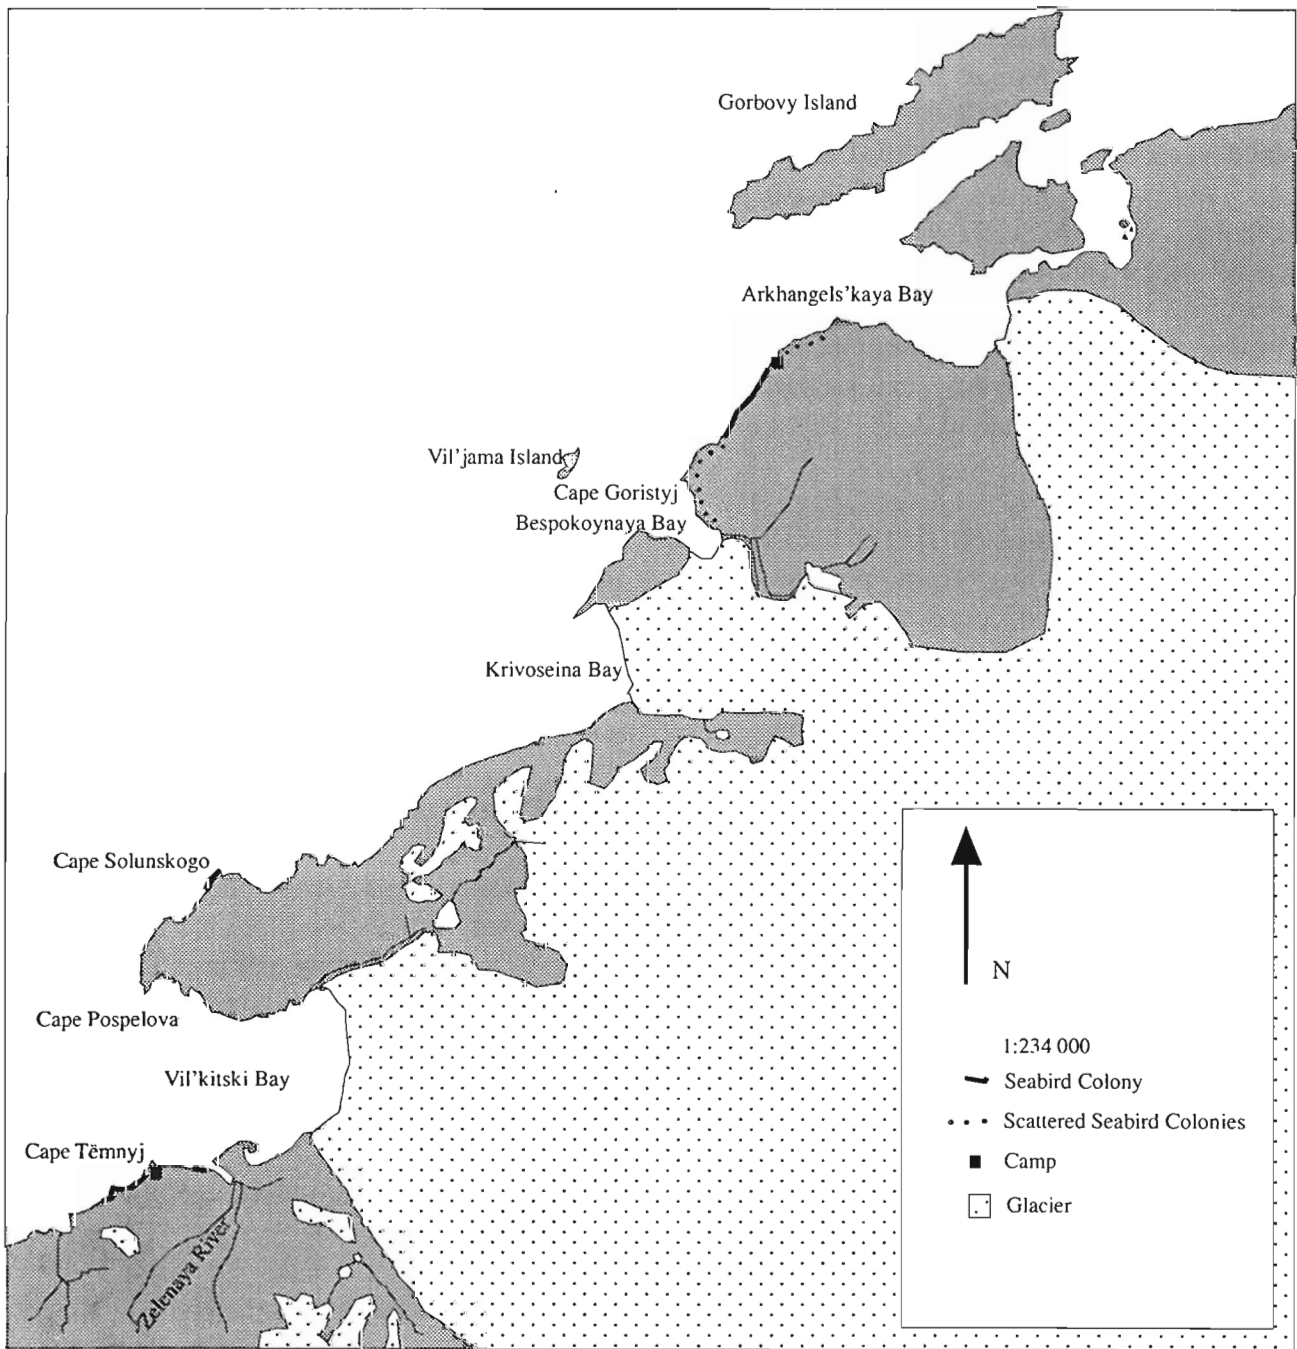 Gorbovy Island
Arkhangels'kaya Bay
Vil'jama Island
Cape Goristyj
Bespokoynaya Bay
Krivoseina Bay
Cape Solunskogo
Cape Pospelova
Vil'kitski Bay
Cape Tëmnyj
Zelenaya River
N
1:234 000
Seabird Colony
Scattered Seabird Colonies
Camp
Glacier